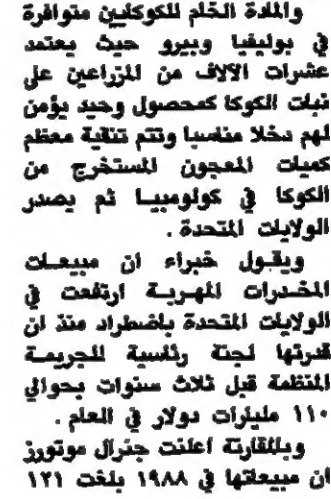 والمادة الخام للكوكايين متوافرة
في بوليفيا وبيرو حيث يعتمد
عشرات الآلاف من المزارعين على
نبات الكوكا كمحصول وحيد يؤمن
لهم دخلا مناسبا وتتم تنقية معظم
كميات المعجون المستخرج من
الكوكا في كولومبيا ثم يصدر
الولايات المتحدة .
ويقول خبراء ان مبيعات
المخدرات المهربة ارتفعت في
الولايات المتحدة باضطراد منذ ان
قدرتها لجنة رئاسية للجريمة
المنظمة قبل ثلاث سنوات بحوالي
١١٠ مليارات دولار في العام .
وبالمقارنة اعلنت جنرال موتورز
ان مبيعاتها في ١٩٨٨ بلغت ١٢١